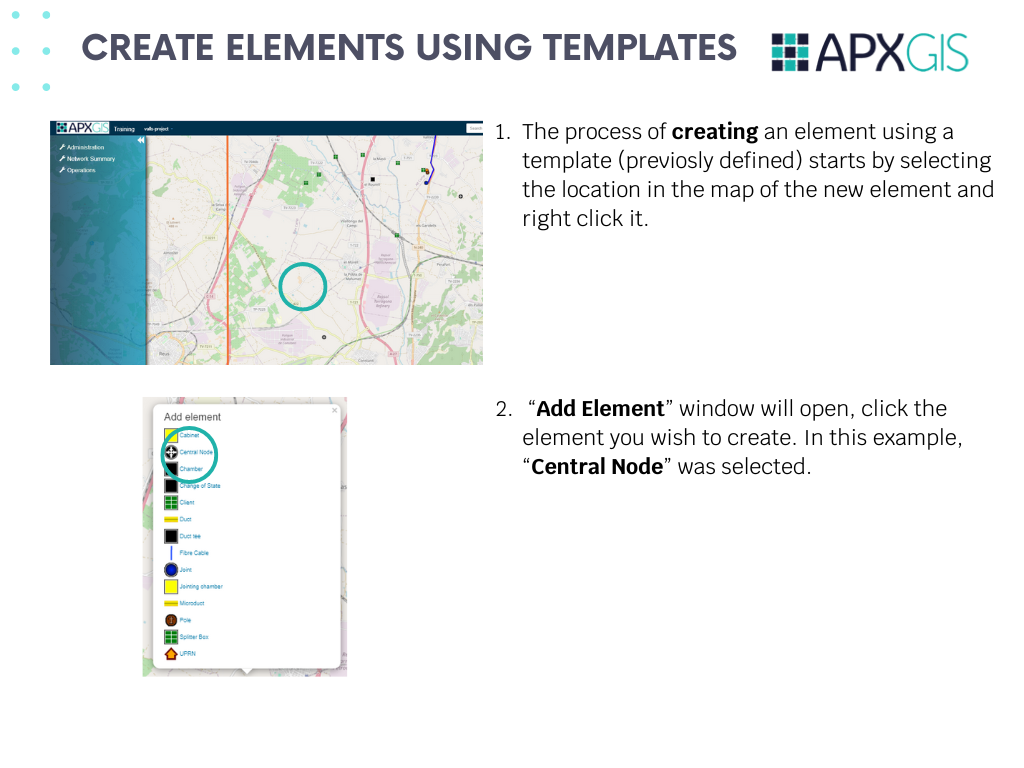 CREATE ELEMENTS USING TEMPLATES
APXGIS
APXGIS Training valls-project
Search
Administration
Network Summary
Operations
1. The process of creating an element using a
template (previosly defined) starts by selecting
the location in the map of the new element and
right click it.
Add element
×
Cabinet
Central Node
Chamber
Change of State
Client
Duct
Duct tee
Fibre Cable
Joint
Jointing chamber
Microduct
Pole
Splitter Box
UPRN
2. “Add Element” window will open, click the
element you wish to create. In this example,
“Central Node” was selected.